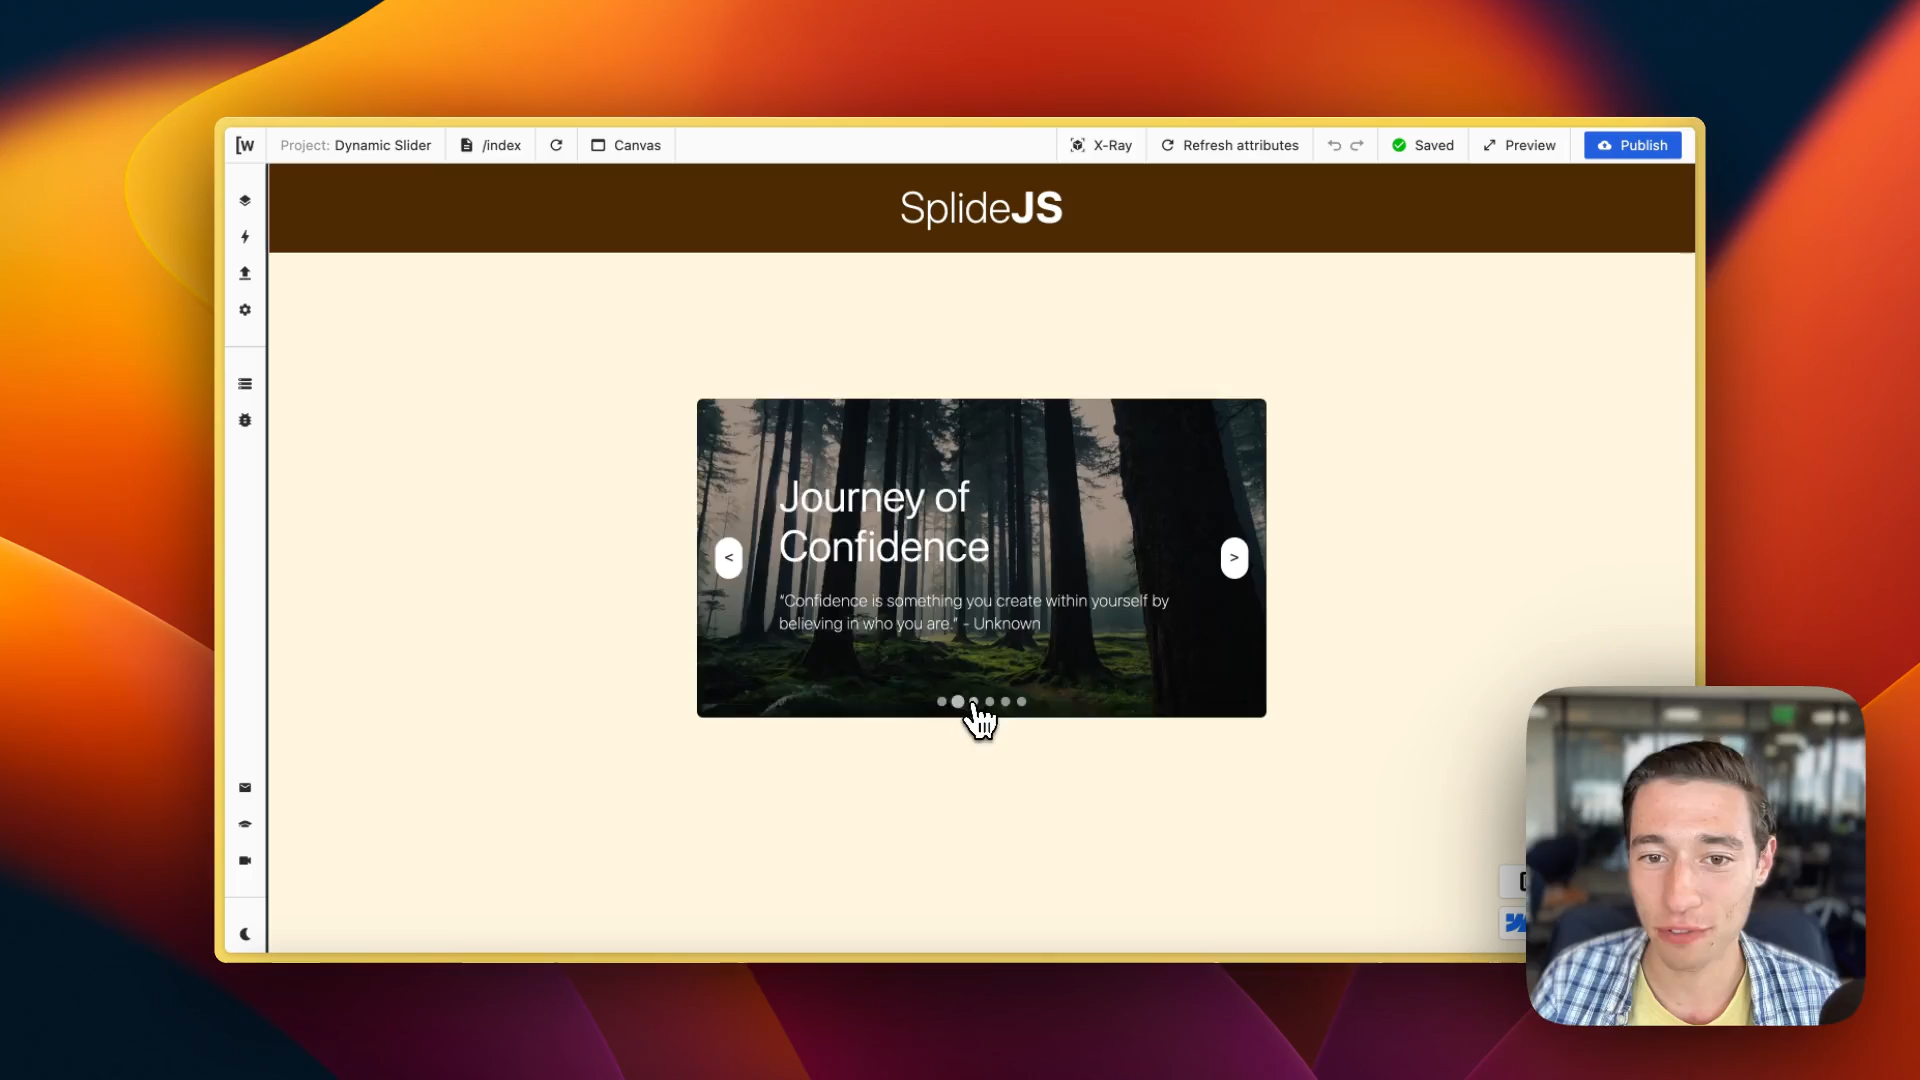 [w
Project: Dynamic Slider
/index
Canvas
X-Ray
Refresh attributes
Saved
Preview
Publish
SplideJS
Journey of
Confidence
<
>
"Confidence is something you create within yourself by
believing in who you are." - Unknown